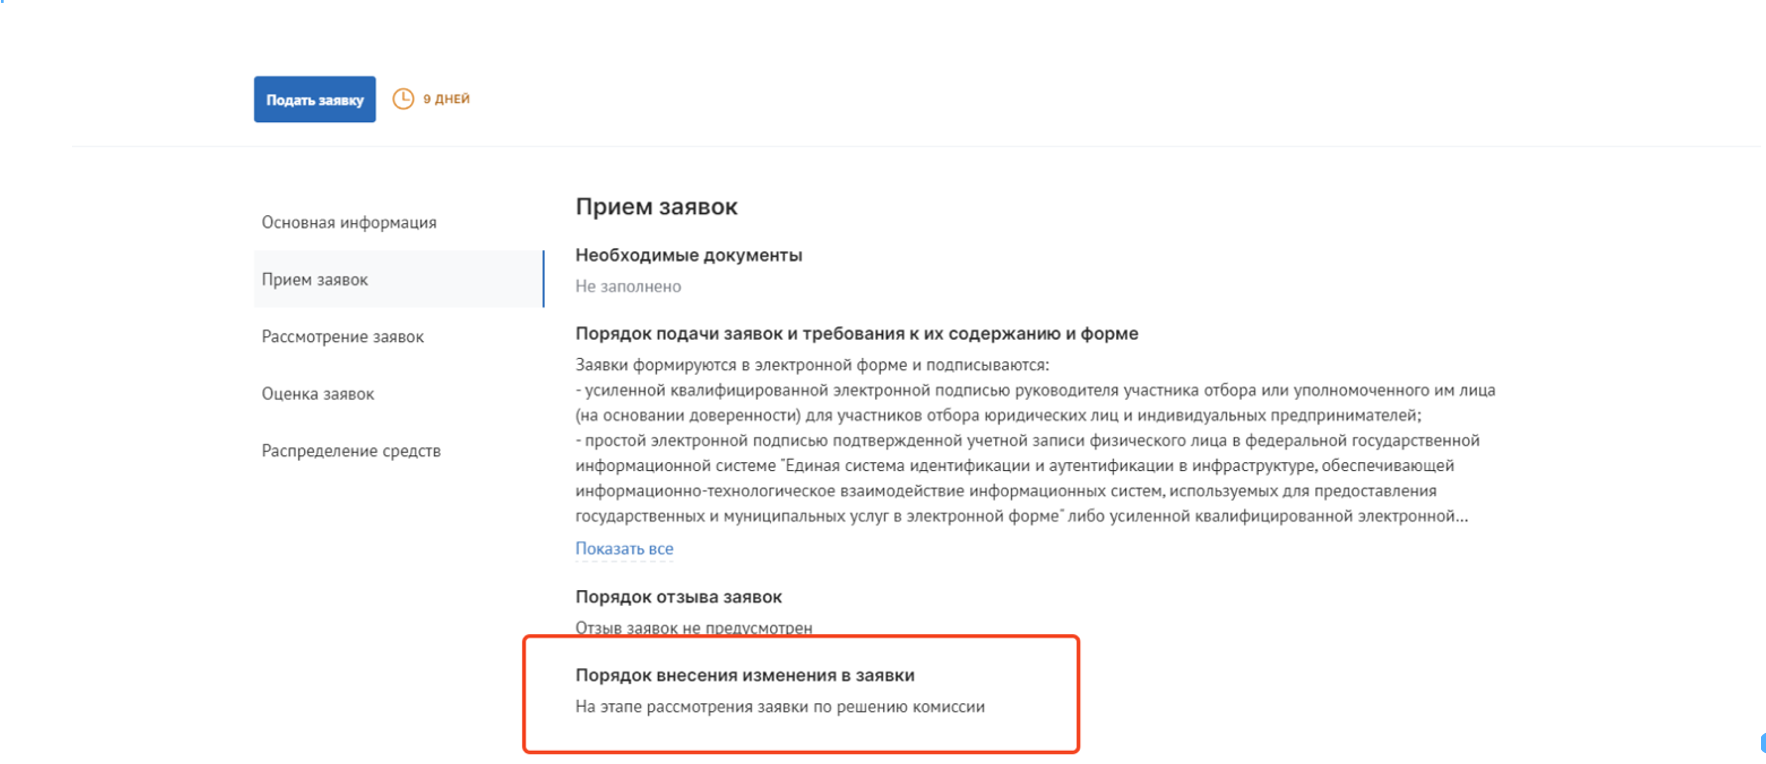 Подать заявку
9 ДНЕЙ
Основная информация
Прием заявок
Рассмотрение заявок
Оценка заявок
Распределение средств
Прием заявок
Необходимые документы
Не заполнено
Порядок подачи заявок и требования к их содержанию и форме
Заявки формируются в электронной форме и подписываются:
- усиленной квалифицированной электронной подписью руководителя участника отбора или уполномоченного им лица
(на основании доверенности) для участников отбора юридических лиц и индивидуальных предпринимателей;
- простой электронной подписью подтвержденной учетной записи физического лица в федеральной государственной
информационной системе "Единая система идентификации и аутентификации в инфраструктуре, обеспечивающей
информационно-технологическое взаимодействие информационных систем, используемых для предоставления
государственных и муниципальных услуг в электронной форме" либо усиленной квалифицированной электронной...
Показать все
Порядок отзыва заявок
Отзыв заявок не предусмотрен
Порядок внесения изменения в заявки
На этапе рассмотрения заявки по решению комиссии